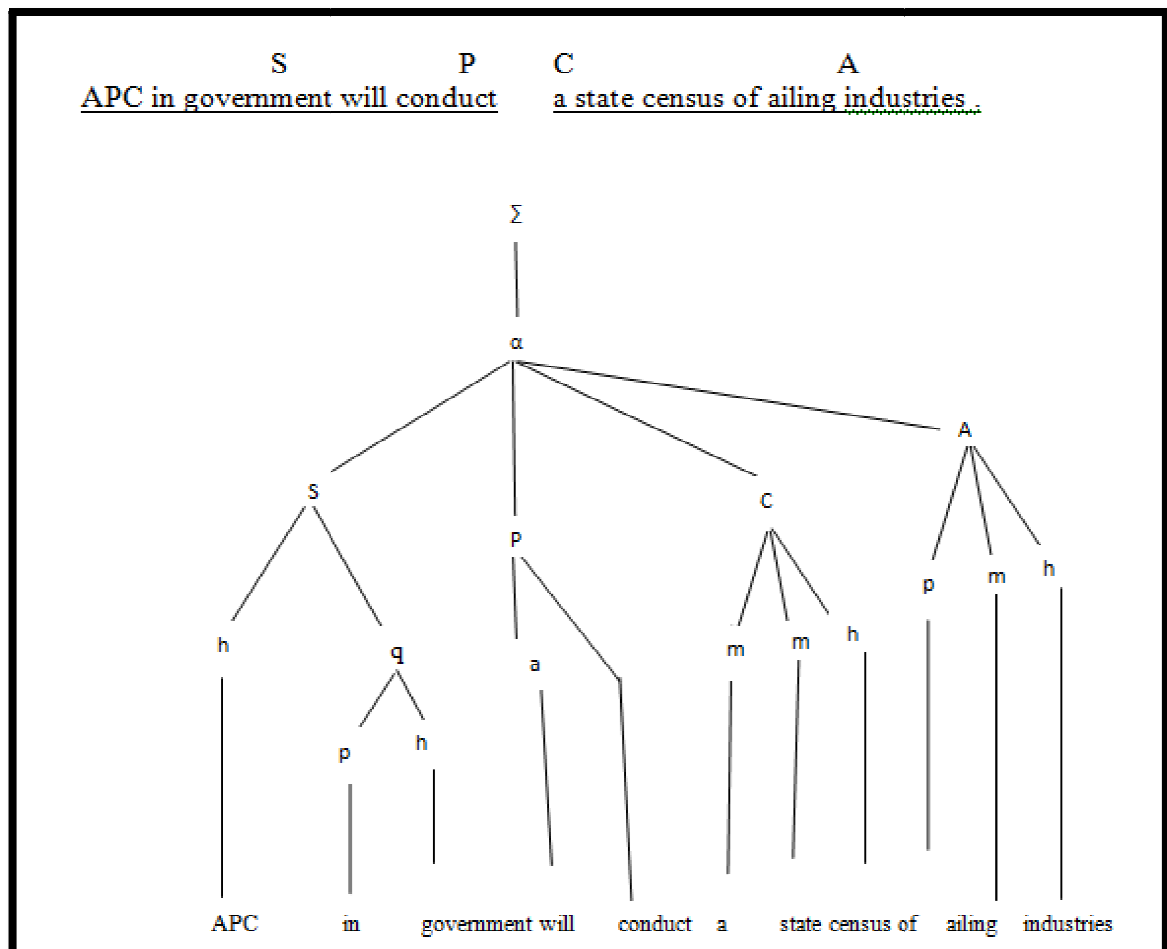 S P C A
APC in government will conduct a state census of ailing industries .
Σ
α
A
S C
P
p m h
h q a m m h
p h
APC in government will conduct a state census of ailing industries